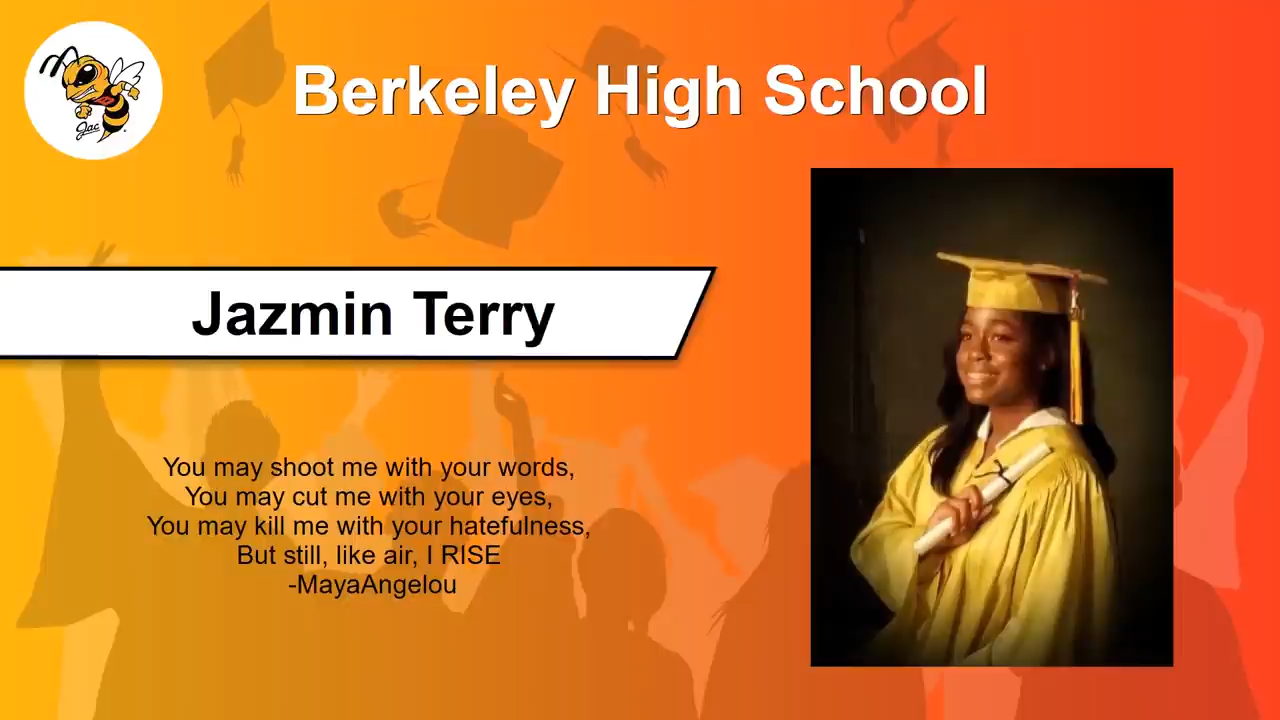 Jac
Berkeley High School
Jazmin Terry
You may shoot me with your words,
You may cut me with your eyes,
You may kill me with your hatefulness,
But still, like air, I RISE
-MayaAngelou